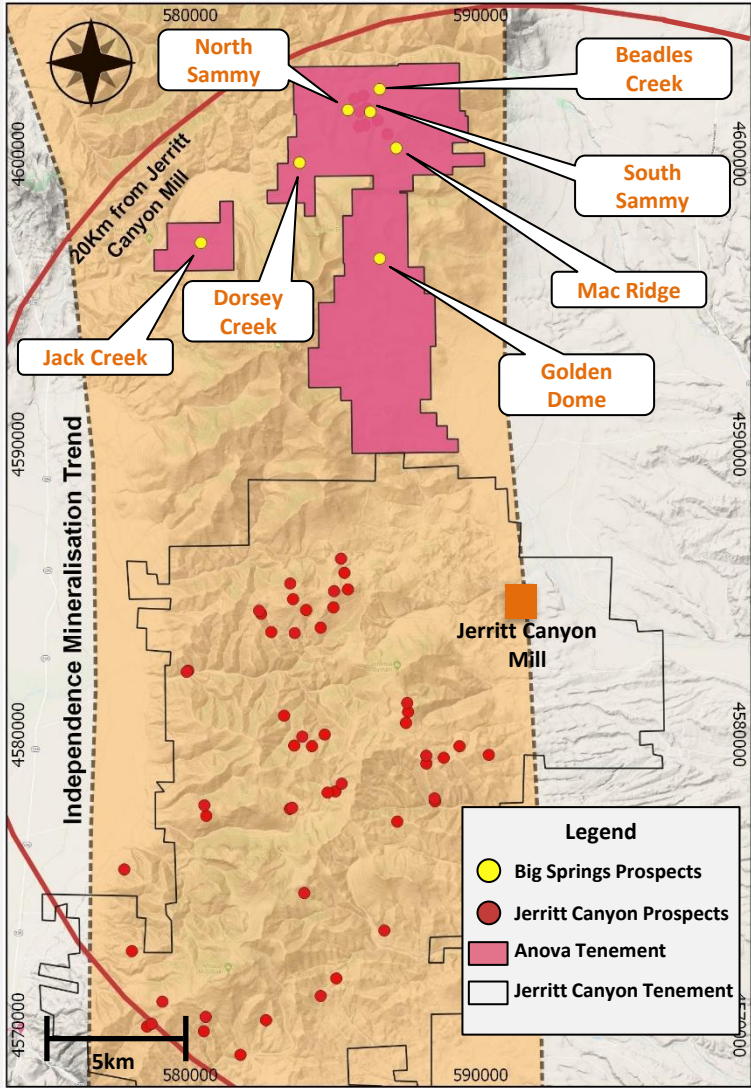 580000
590000
North
Sammy
Beadles
Creek
4600000
4600000
South
Sammy
20Km from Jerritt
Canyon Mill
Dorsey
Creek
Mac Ridge
Jack Creek
Golden
Dome
4590000
4590000
Independence Mineralisation Trend
Jerritt Canyon
Mill
4580000
4580000
Legend
Big Springs Prospects
Jerritt Canyon Prospects
Anova Tenement
Jerritt Canyon Tenement
4570000
4570000
5km
580000
590000